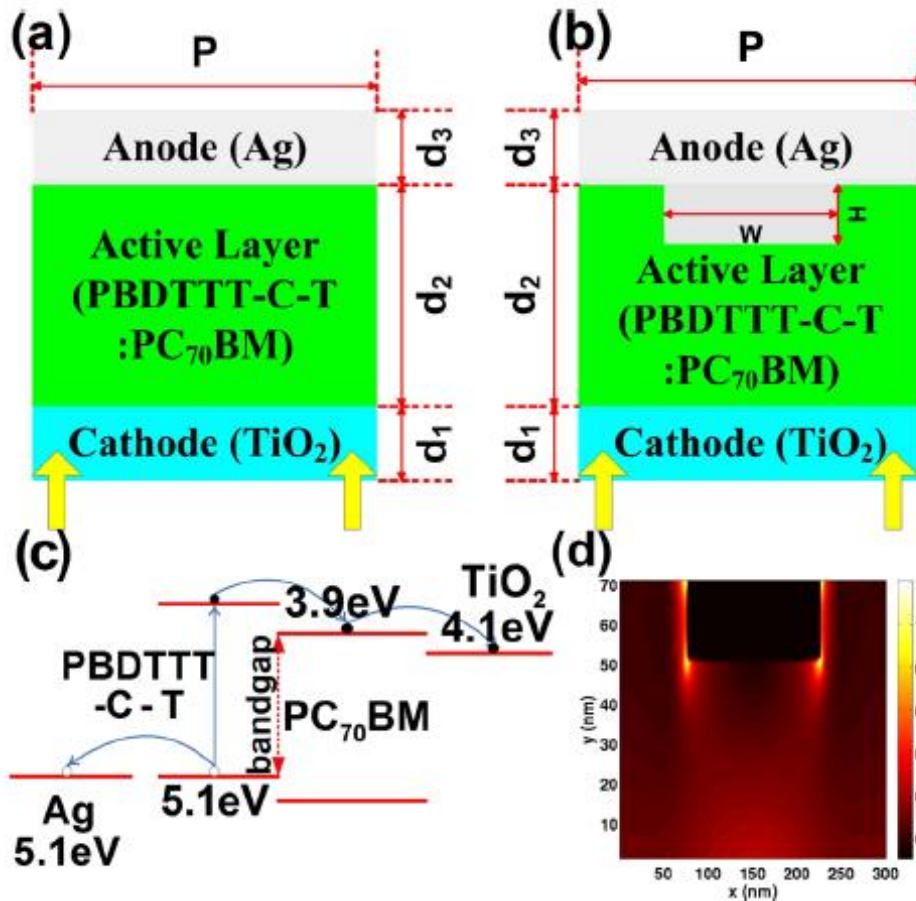 (a)
P
Anode (Ag)
d₃
Active Layer
(PBDTTT-C-T
:PC₇₀BM)
d₂
Cathode (TiO₂)
d₁
(b)
P
Anode (Ag)
d₃
W
H
Active Layer
(PBDTTT-C-T
:PC₇₀BM)
d₂
Cathode (TiO₂)
d₁
(c)
3.9eV
TiO₂
4.1eV
PBDTTT
-C-T
bandgap
PC₇₀BM
Ag
5.1eV
5.1eV
(d)
70
60
50
40
30
20
10
y (nm)
50
100
150
200
250
300
x (nm)